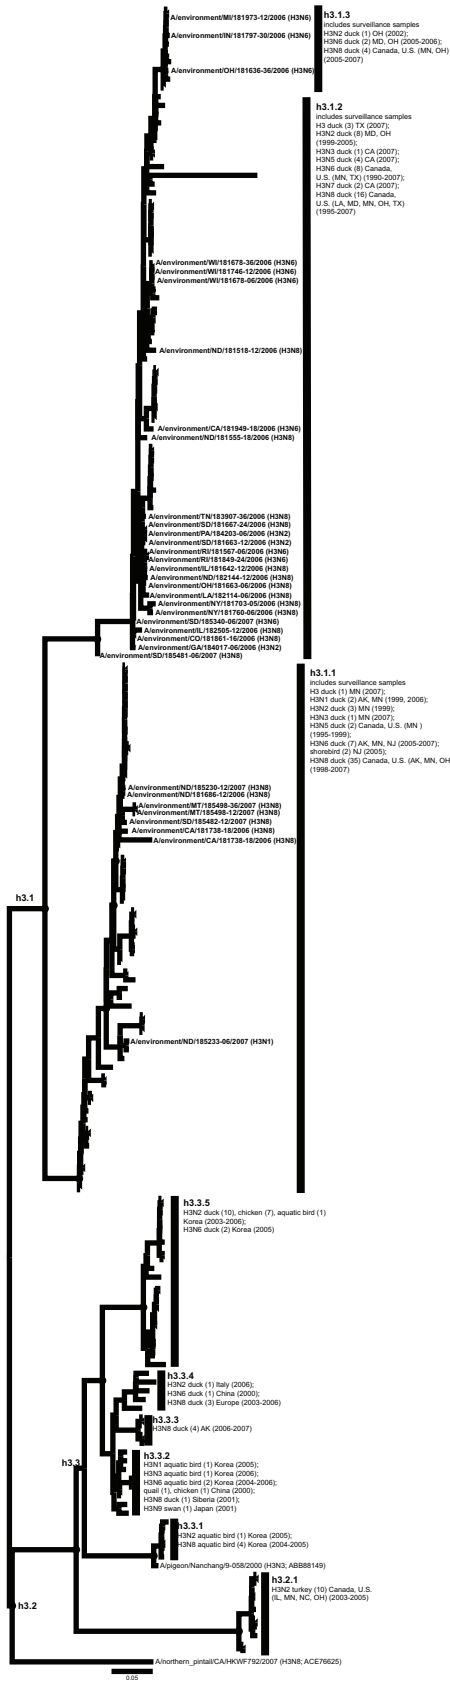 A/environment/MI/181973-12/2006 (H3N6)
A/environment/IN/181797-30/2006 (H3N6)
A/environment/OH/181636-36/2006 (H3N6)
h3.1.3
includes surveillance samples
H3N2 duck (1) OH (2002);
H3N6 duck (2) MD, OH (2005-2006);
H3N8 duck (4) Canada, U.S. (MN, OH)
(2005-2007)
h3.1.2
includes surveillance samples
H3 duck (3) TX (2007);
H3N2 duck (8) MD, OH
(1999-2005);
H3N3 duck (1) CA (2007);
H3N5 duck (4) CA (2007);
H3N6 duck (8) Canada,
U.S. (MN, TX) (1990-2007);
H3N7 duck (2) CA (2007);
H3N8 duck (16) Canada,
U.S. (LA, MD, MN, OH, TX)
(1995-2007)
A/environment/WI/181678-36/2006 (H3N6)
A/environment/WI/181746-12/2006 (H3N6)
A/environment/WI/181678-06/2006 (H3N6)
A/environment/ND/181518-12/2006 (H3N8)
A/environment/CA/181949-18/2006 (H3N6)
A/environment/ND/181555-18/2006 (H3N8)
A/environment/TN/183907-36/2006 (H3N8)
A/environment/SD/181667-24/2006 (H3N8)
A/environment/PA/184203-06/2006 (H3N2)
A/environment/SD/181663-12/2006 (H3N2)
A/environment/RI/181567-06/2006 (H3N6)
A/environment/RI/181849-24/2006 (H3N6)
A/environment/IL/181642-12/2006 (H3N8)
A/environment/ND/182144-12/2006 (H3N8)
A/environment/OH/181663-06/2006 (H3N8)
A/environment/LA/182114-06/2006 (H3N8)
A/environment/NY/181703-05/2006 (H3N8)
A/environment/NY/181760-06/2006 (H3N8)
A/environment/SD/185340-06/2007 (H3N6)
A/environment/IL/182505-12/2006 (H3N8)
A/environment/CO/181861-16/2006 (H3N8)
A/environment/GA/184017-06/2006 (H3N2)
A/environment/SD/185481-06/2007 (H3N8)
h3.1.1
includes surveillance samples
H3 duck (1) MN (2007);
H3N1 duck (2) AK, MN (1999, 2006);
H3N2 duck (3) MN (1999);
H3N3 duck (1) MN (2007);
H3N5 duck (2) Canada, U.S. (MN )
(1995-1999);
H3N6 duck (7) AK, MN, NJ (2005-2007);
shorebird (2) NJ (2005);
H3N8 duck (35) Canada, U.S. (AK, MN, OH
(1998-2007)
A/environment/ND/185230-12/2007 (H3N8)
A/environment/ND/181686-12/2006 (H3N8)
A/environment/MT/185498-36/2007 (H3N8)
A/environment/MT/185498-12/2007 (H3N8)
A/environment/SD/185482-12/2007 (H3N8)
A/environment/CA/181738-18/2006 (H3N8)
A/environment/CA/181738-18/2006 (H3N8)
h3.1
A/environment/ND/185233-06/2007 (H3N1)
h3.3.5
H3N2 duck (10), chicken (7), aquatic bird (1)
Korea (2003-2006);
H3N6 duck (2) Korea (2005)
h3.3.4
H3N2 duck (1) Italy (2006);
H3N6 duck (1) China (2000);
H3N8 duck (3) Europe (2003-2006)
h3.3.3
H3N8 duck (4) AK (2006-2007)
h3.3
h3.3.2
H3N1 aquatic bird (1) Korea (2005);
H3N3 aquatic bird (1) Korea (2006);
H3N6 aquatic bird (2) Korea (2004-2006);
quail (1), chicken (1) China (2000);
H3N8 duck (1) Siberia (2001);
H3N9 swan (1) Japan (2001)
h3.3.1
H3N2 aquatic bird (1) Korea (2005);
H3N8 aquatic bird (4) Korea (2004-2005)
A/pigeon/Nanchang/9-058/2000 (H3N3; ABB88149)
h3.2.1
H3N2 turkey (10) Canada, U.S.
(IL, MN, NC, OH) (2003-2005)
h3.2
A/northern_pintail/CA/HKWF792/2007 (H3N8; ACE76625)
0.05